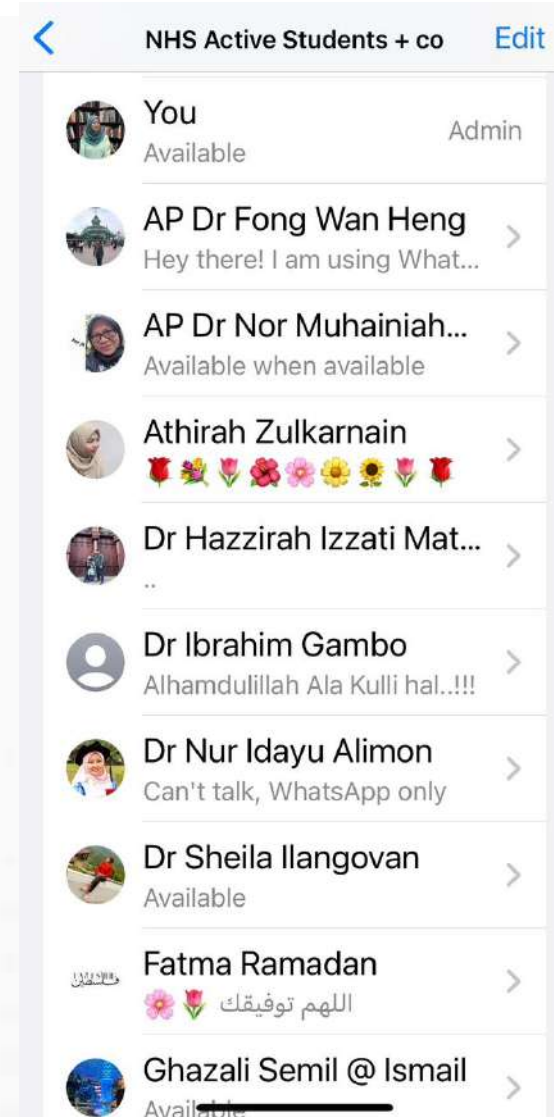 NHS Active Students + co
Edit
You
Admin
Available
AP Dr Fong Wan Heng
Hey there! I am using What...
AP Dr Nor Muhainiah...
Available when available
Athirah Zulkarnain
🌹💐🌷🌺🌸🌼🌻🌷🌹
Dr Hazzirah Izzati Mat...
..
Dr Ibrahim Gambo
Alhamdulillah Ala Kulli hal..!!!
Dr Nur Idayu Alimon
Can't talk, WhatsApp only
Dr Sheila Ilangovan
Available
فلسطين
Fatma Ramadan
اللهم توفيقك 🌷🌸
Ghazali Semil @ Ismail
Available